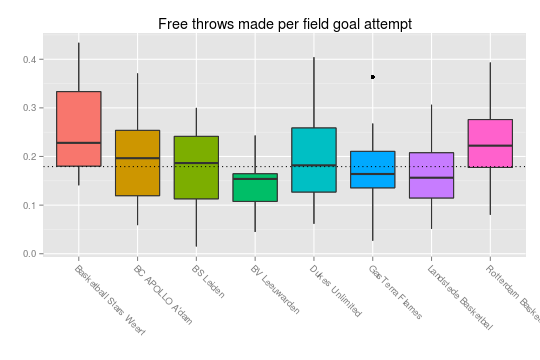 Free throws made per field goal attempt
0.4
0.3
0.2
0.1
0.0
Basketball Stars Weert
BC APOLLO A'dam
BS Leiden
BV Leeuwarden
Dukes Unlimited
GasTerra Flames
Landstede Basketbal
Rotterdam Basket